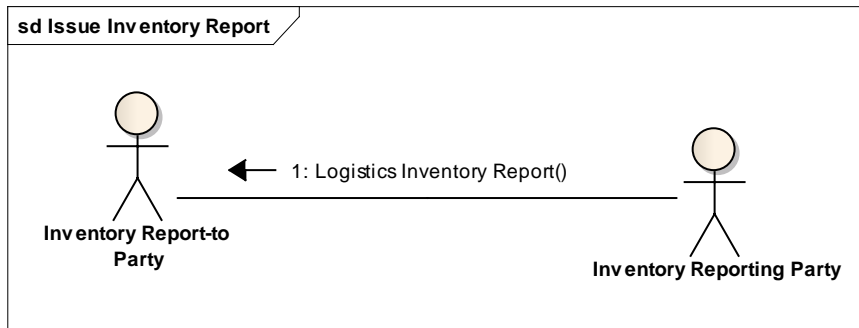 sd Issue Inventory Report
1: Logistics Inventory Report()
Inventory Report-to
Party
Inventory Reporting Party